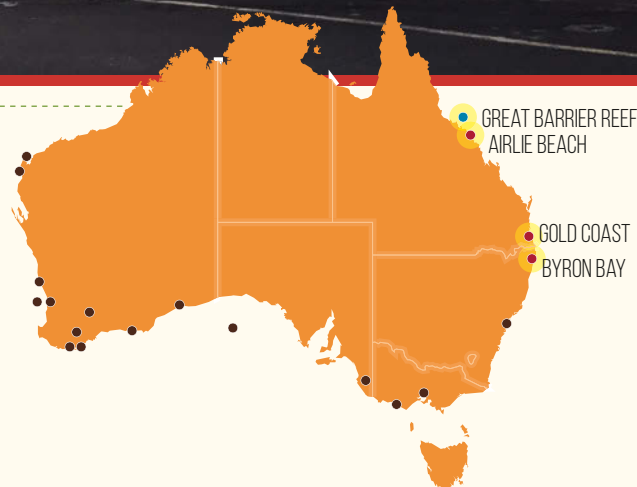 GREAT BARRIER REEF
AIRLIE BEACH
GOLD COAST
BYRON BAY